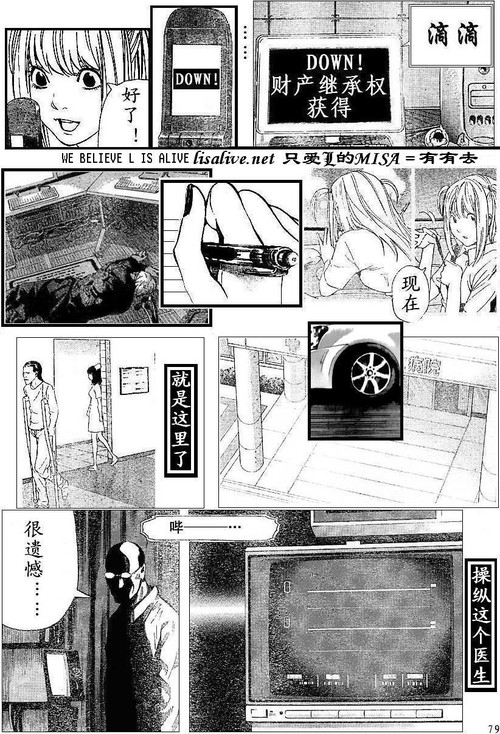 好了！
DOWN!
……
DOWN!
财产继承权
获得
滴滴
WE BELIEVE L IS ALIVE lisalive.net 只爱L的MISA＝有有去
现在
就是这里了
病院
很遗憾……
哔——…
操纵这个医生
79